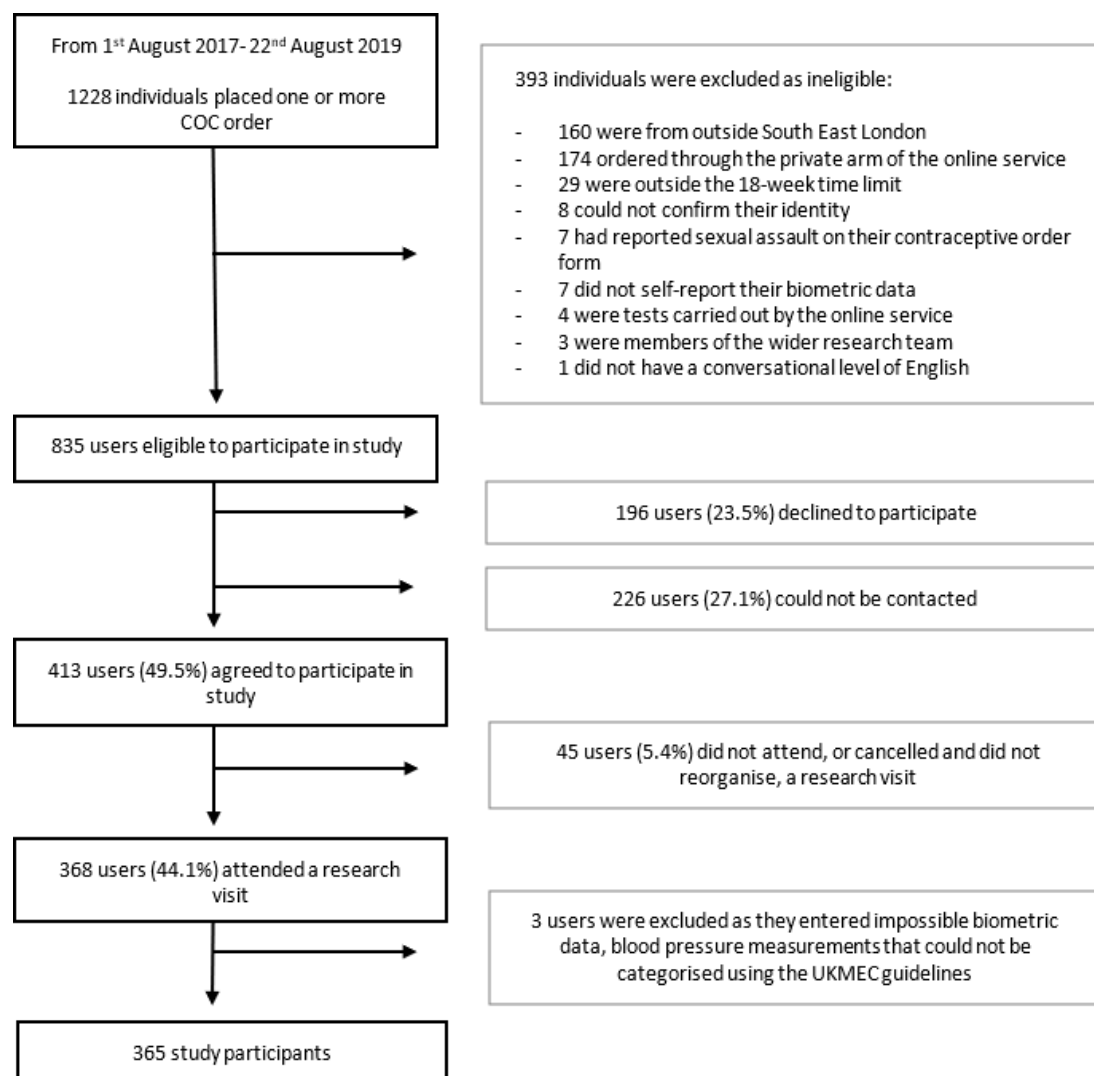 From 1st August 2017- 22nd August 2019
1228 individuals placed one or more
COC order
393 individuals were excluded as ineligible:
- 160 were from outside South East London
- 174 ordered through the private arm of the online service
- 29 were outside the 18-week time limit
- 8 could not confirm their identity
- 7 had reported sexual assault on their contraceptive order
form
- 7 did not self-report their biometric data
- 4 were tests carried out by the online service
- 3 were members of the wider research team
- 1 did not have a conversational level of English
835 users eligible to participate in study
196 users (23.5%) declined to participate
226 users (27.1%) could not be contacted
413 users (49.5%) agreed to participate in
study
45 users (5.4%) did not attend, or cancelled and did not
reorganise, a research visit
368 users (44.1%) attended a research
visit
3 users were excluded as they entered impossible biometric
data, blood pressure measurements that could not be
categorised using the UKMEC guidelines
365 study participants